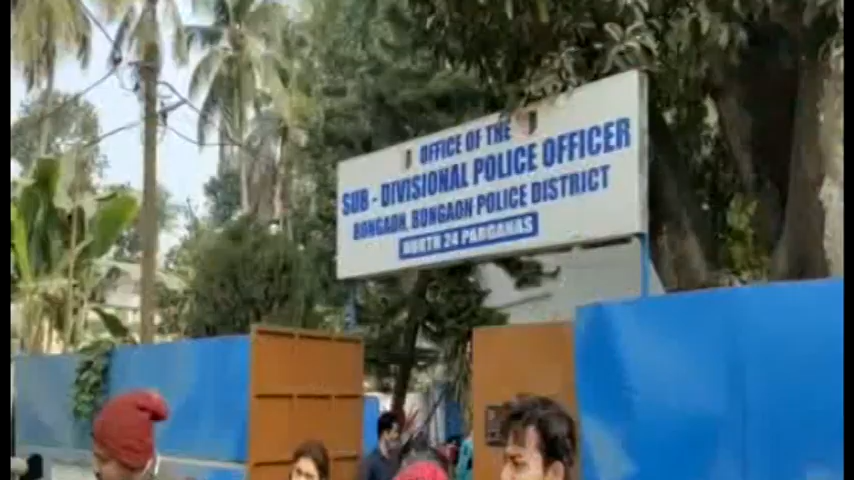 OFFICE OF THE
SUB - DIVISIONAL POLICE OFFICER
BONGAON, BONGAON POLICE DISTRICT
NORTH 24 PARGANAS